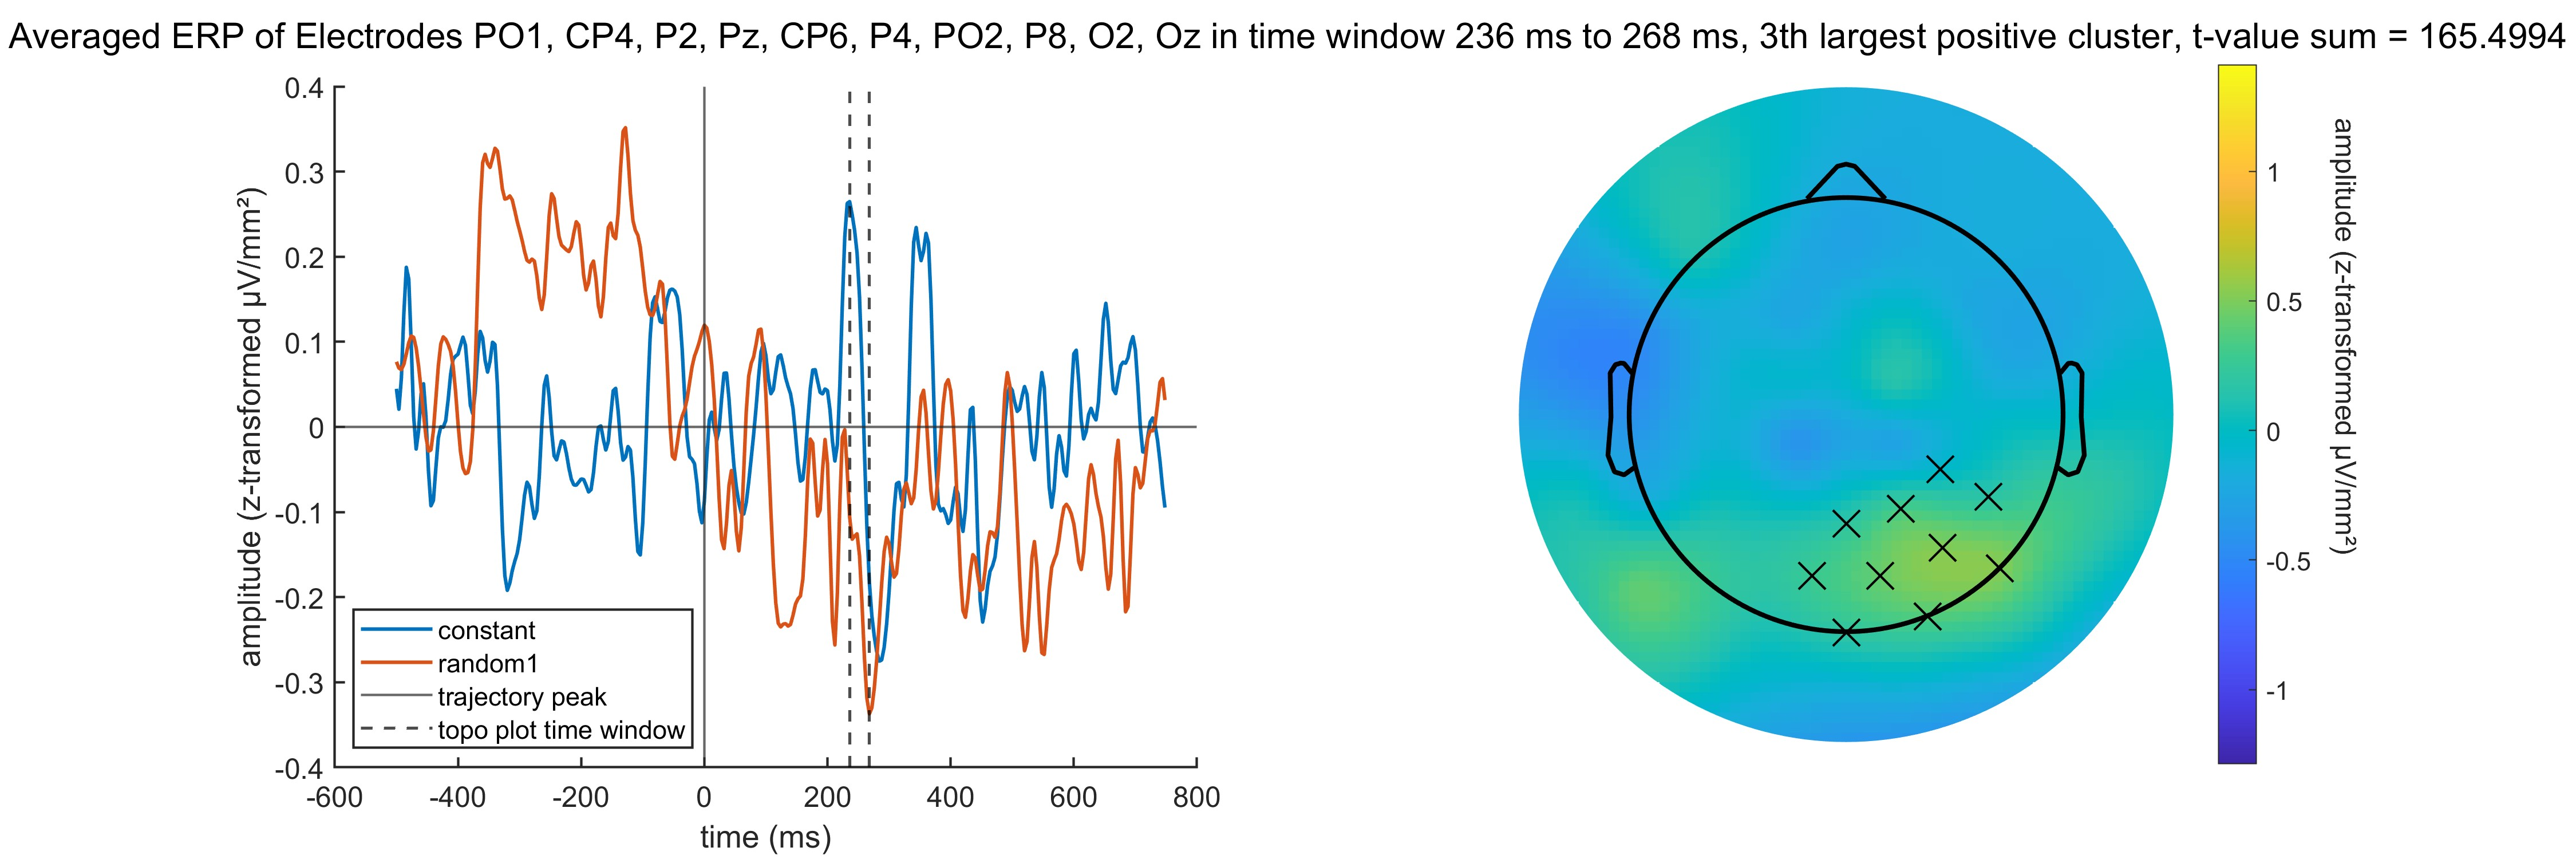 Averaged ERP of Electrodes PO1, CP4, P2, Pz, CP6, P4, PO2, P8, O2, Oz in time window 236 ms to 268 ms, 3th largest positive cluster, t-value sum = 165.4994
0.4
0.3
0.2
0.1
0
-0.1
-0.2
-0.3
-0.4
amplitude (z-transformed µV/mm²)
constant
random1
trajectory peak
topo plot time window
-600
-400
-200
0
200
400
600
800
time (ms)
1
0.5
0
-0.5
-1
amplitude (z-transformed µV/mm²)